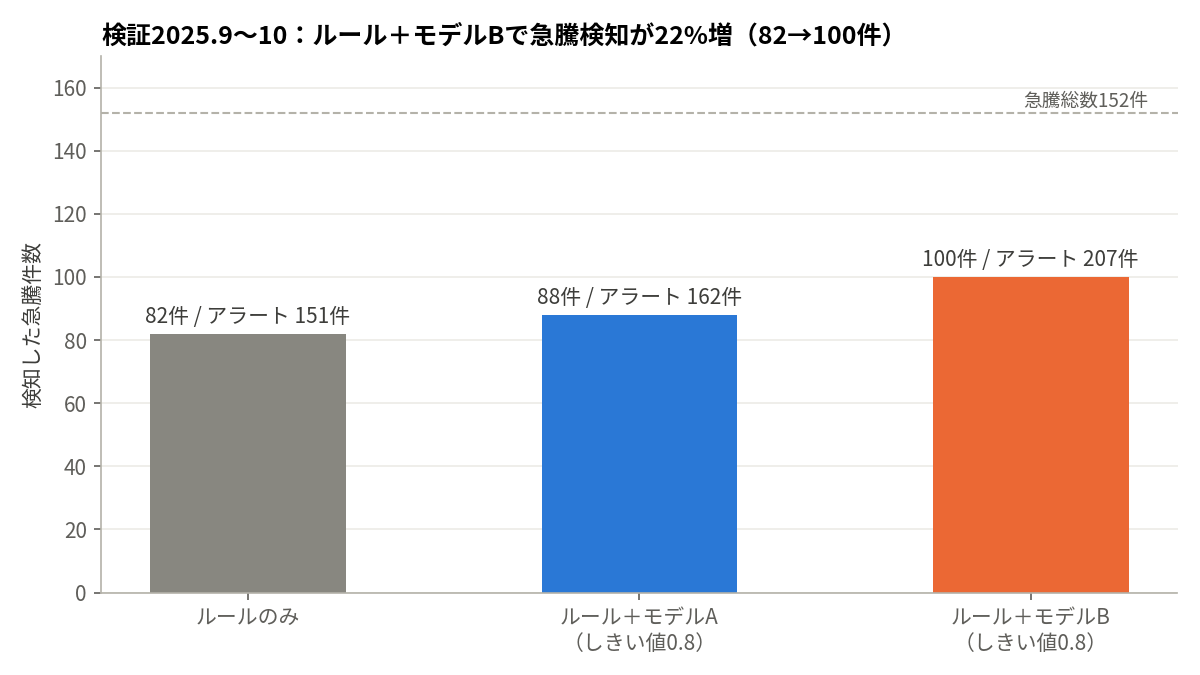 検証2025.9～10：ルール＋モデルBで急騰検知が22%増（82→100件）
検知した急騰件数
160
140
120
100
80
60
40
20
0
急騰総数152件
82件 / アラート 151件
88件 / アラート 162件
100件 / アラート 207件
ルールのみ
ルール＋モデルA
（しきい値0.8）
ルール＋モデルB
（しきい値0.8）